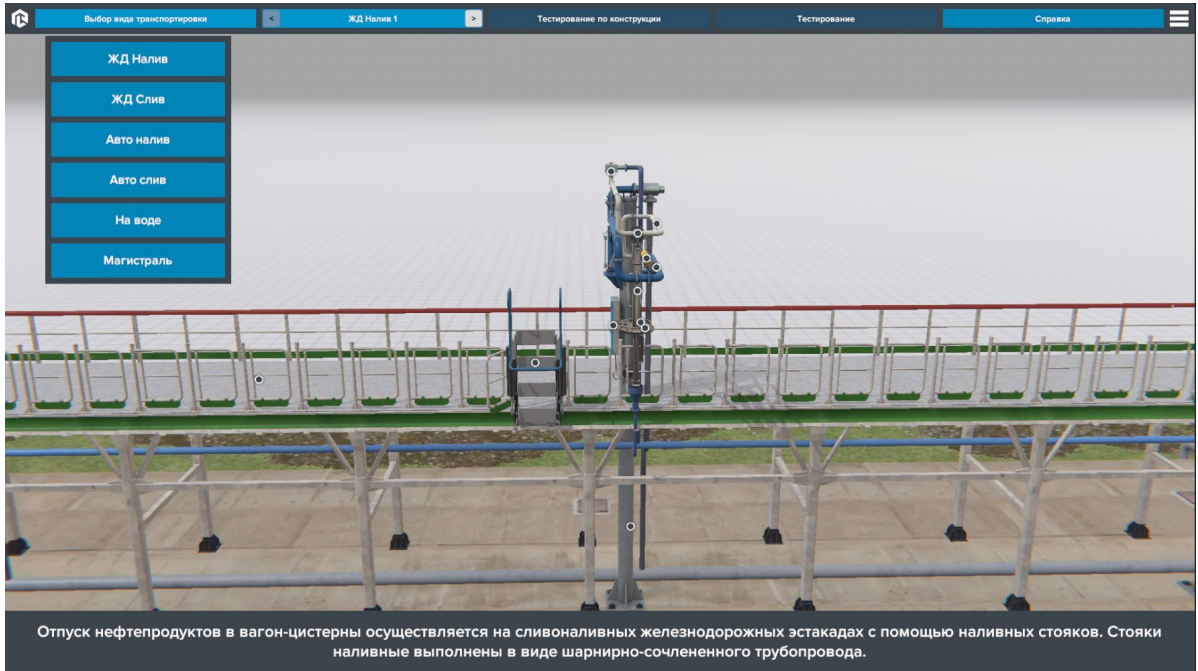 Выбор вида транспортировки
<
ЖД Налив 1
>
Тестирование по конструкции
Тестирование
Справка
ЖД Налив
ЖД Слив
Авто налив
Авто слив
На воде
Магистраль
Отпуск нефтепродуктов в вагон-цистерны осуществляется на сливоналивных железнодорожных эстакадах с помощью наливных стояков. Стояки
наливные выполнены в виде шарнирно-сочлененного трубопровода.